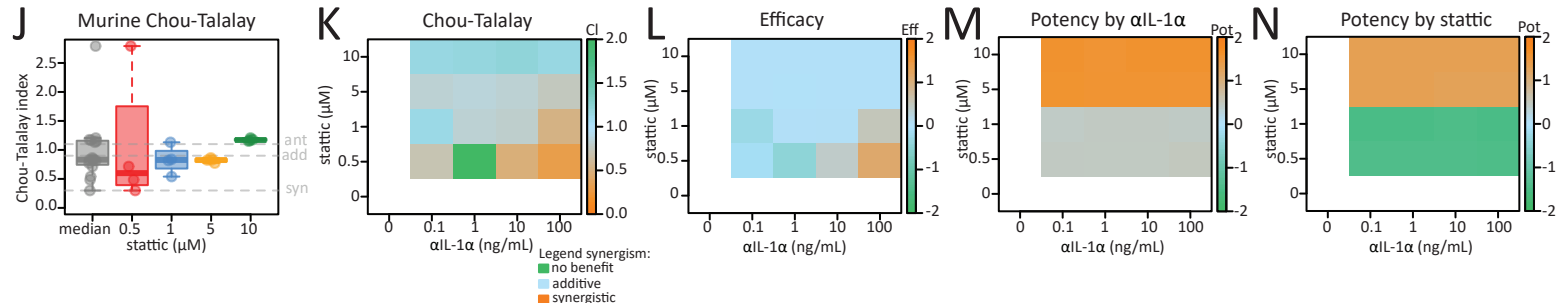 J Murine Chou-Talalay
Chou-Talalay index
2.5
2.0
1.5
1.0
0.5
0.0
ant
add
syn
median 0.5 1 5 10
stattic (µM)
K Chou-Talalay
CI
stattic (µM)
10
5
1
0.5
0
0 0.1 1 10 100
αIL-1α (ng/mL)
2.0
1.5
1.0
0.5
0.0
Legend synergism:
no benefit
additive
synergistic
L Efficacy
Eff
stattic (µM)
10
5
1
0.5
0
0 0.1 1 10 100
αIL-1α (ng/mL)
2
1
0
-1
-2
M Potency by αIL-1α
Pot
stattic (µM)
10
5
1
0.5
0
0 0.1 1 10 100
αIL-1α (ng/mL)
2
1
0
-1
-2
N Potency by stattic
Pot
stattic (µM)
10
5
1
0.5
0
0 0.1 1 10 100
αIL-1α (ng/mL)
2
1
0
-1
-2